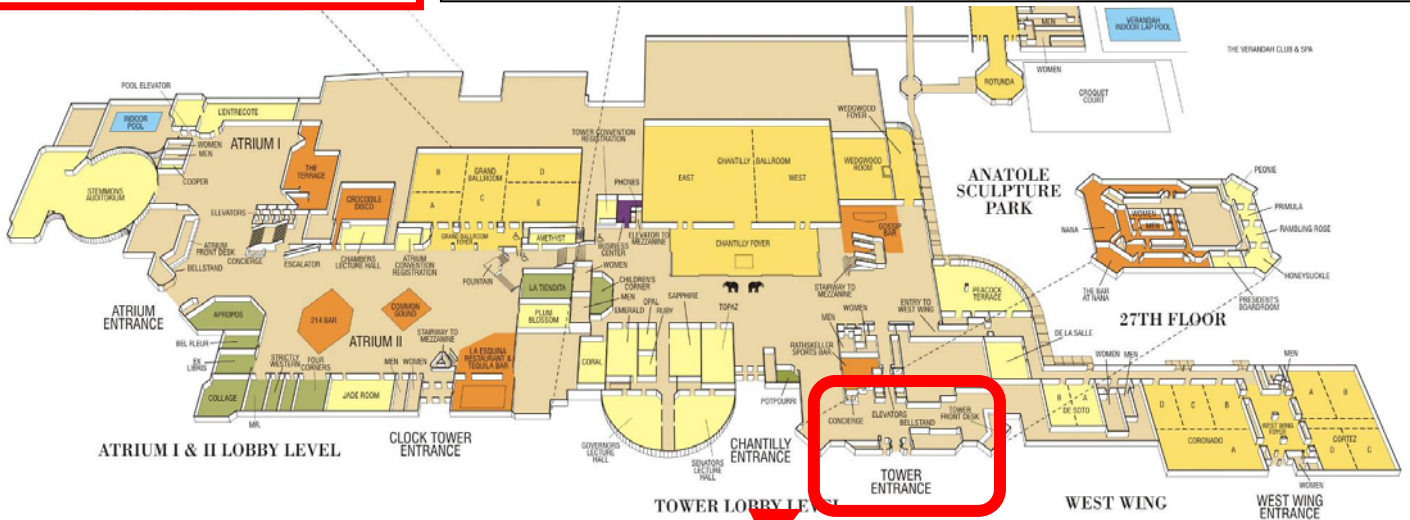 MEN
WOMEN
VERANDAH
INDOOR LAP POOL
THE VERANDAH CLUB & SPA
ROTUNDA
CROQUET
COURT
POOL ELEVATOR
L'ENTRECOTE
INDOOR
POOL
ATRIUM I
WOMEN
MEN
COOPER
STEMMONS
AUDITORIUM
THE
TERRACE
ELEVATORS
CROCODILE
DISCO
ATRIUM
FRONT DESK
BELLSTAND
CONCIERGE
ESCALATOR
CHAMBERS
LECTURE HALL
ATRIUM
CONVENTION
REGISTRATION
B
GRAND
BALLROOM
D
A
C
E
GRAND BALLROOM
FOYER
AMETHYST
FOUNTAIN
TOWER CONVENTION
REGISTRATION
PHONES
ELEVATOR TO
MEZZANINE
BUSINESS
CENTER
WOMEN
CHILDREN'S
CORNER
MEN
CHANTILLY BALLROOM
EAST
WEST
CHANTILLY FOYER
WEDGWOOD
FOYER
WEDGWOOD
ROOM
GOSSIP
BAR
STAIRWAY TO
MEZZANINE
ANATOLE
SCULPTURE
PARK
PEONIE
PRIMULA
RAMBLING ROSE
HONEYSUCKLE
PRESIDENT'S
BOARDROOM
WOMEN
MEN
NANA
THE BAR
AT NANA
27TH FLOOR
ATRIUM
ENTRANCE
APROPOS
BEL FLEUR
EX
LIBRIS
COLLAGE
MR.
STRICTLY
WESTERN
FOUR
CORNERS
214 BAR
COMMON
GOUND
ATRIUM II
STAIRWAY TO
MEZZANINE
JADE ROOM
MEN
WOMEN
LA ESQUINA
RESTAURANT &
TEQUILA BAR
LA TIENDITA
PLUM
BLOSSOM
CORAL
EMERALD
OPAL
RUBY
SAPPHIRE
TOPAZ
POTPOURRI
PEACOCK
TERRACE
ENTRY TO
WEST WING
WOMEN
MEN
RATHSKELLER
SPORTS BAR
DE LA SALLE
CONCIERGE
ELEVATORS
BELLSTAND
TOWER
FRONT DESK
B
A
DE SOTO
WOMEN
MEN
D
C
B
CORONADO
A
MEN
WEST WING
FOYER
WOMEN
A
B
CORTEZ
D
C
ATRIUM I & II LOBBY LEVEL
CLOCK TOWER
ENTRANCE
GOVERNORS
LECTURE
HALL
SENATORS
LECTURE
HALL
CHANTILLY
ENTRANCE
TOWER
ENTRANCE
TOWER LOBBY LEVEL
WEST WING
WEST WING
ENTRANCE